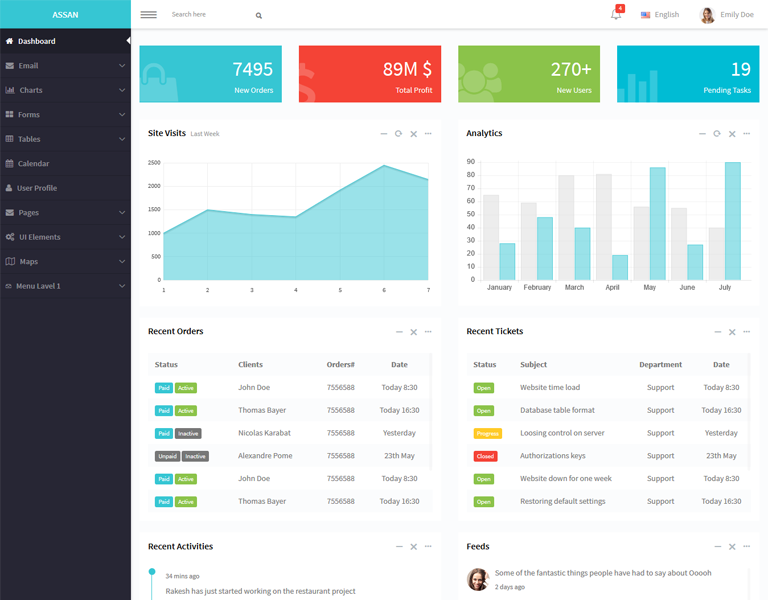 ASSAN
Search here
4
English
Emily Doe
Dashboard
Email
Charts
Forms
Tables
Calendar
User Profile
Pages
UI Elements
Maps
Menu Lavel 1
7495
New Orders
89M $
Total Profit
270+
New Users
19
Pending Tasks
Site Visits Last Week
2500
2000
1500
1000
500
0
1 2 3 4 5 6 7
Analytics
90
80
70
60
50
40
30
20
10
0
January February March April May June July
Recent Orders
Status Clients Orders# Date
Paid Active John Doe 7556588 Today 8:30
Paid Active Thomas Bayer 7556588 Today 16:30
Paid Inactive Nicolas Karabat 7556588 Yesterday
Unpaid Inactive Alexandre Pome 7556588 23th May
Paid Active John Doe 7556588 Today 8:30
Paid Active Thomas Bayer 7556588 Today 16:30
Recent Tickets
Status Subject Department Date
Open Website time load Support Today 8:30
Open Database table format Support Today 16:30
Progress Loosing control on server Support Yesterday
Closed Authorizations keys Support 23th May
Open Website down for one week Support Today 8:30
Open Restoring default settings Support Today 16:30
Recent Activities
34 mins ago
Rakesh has just started working on the restaurant project
Feeds
Some of the fantastic things people have had to say about Ooooh
2 days ago